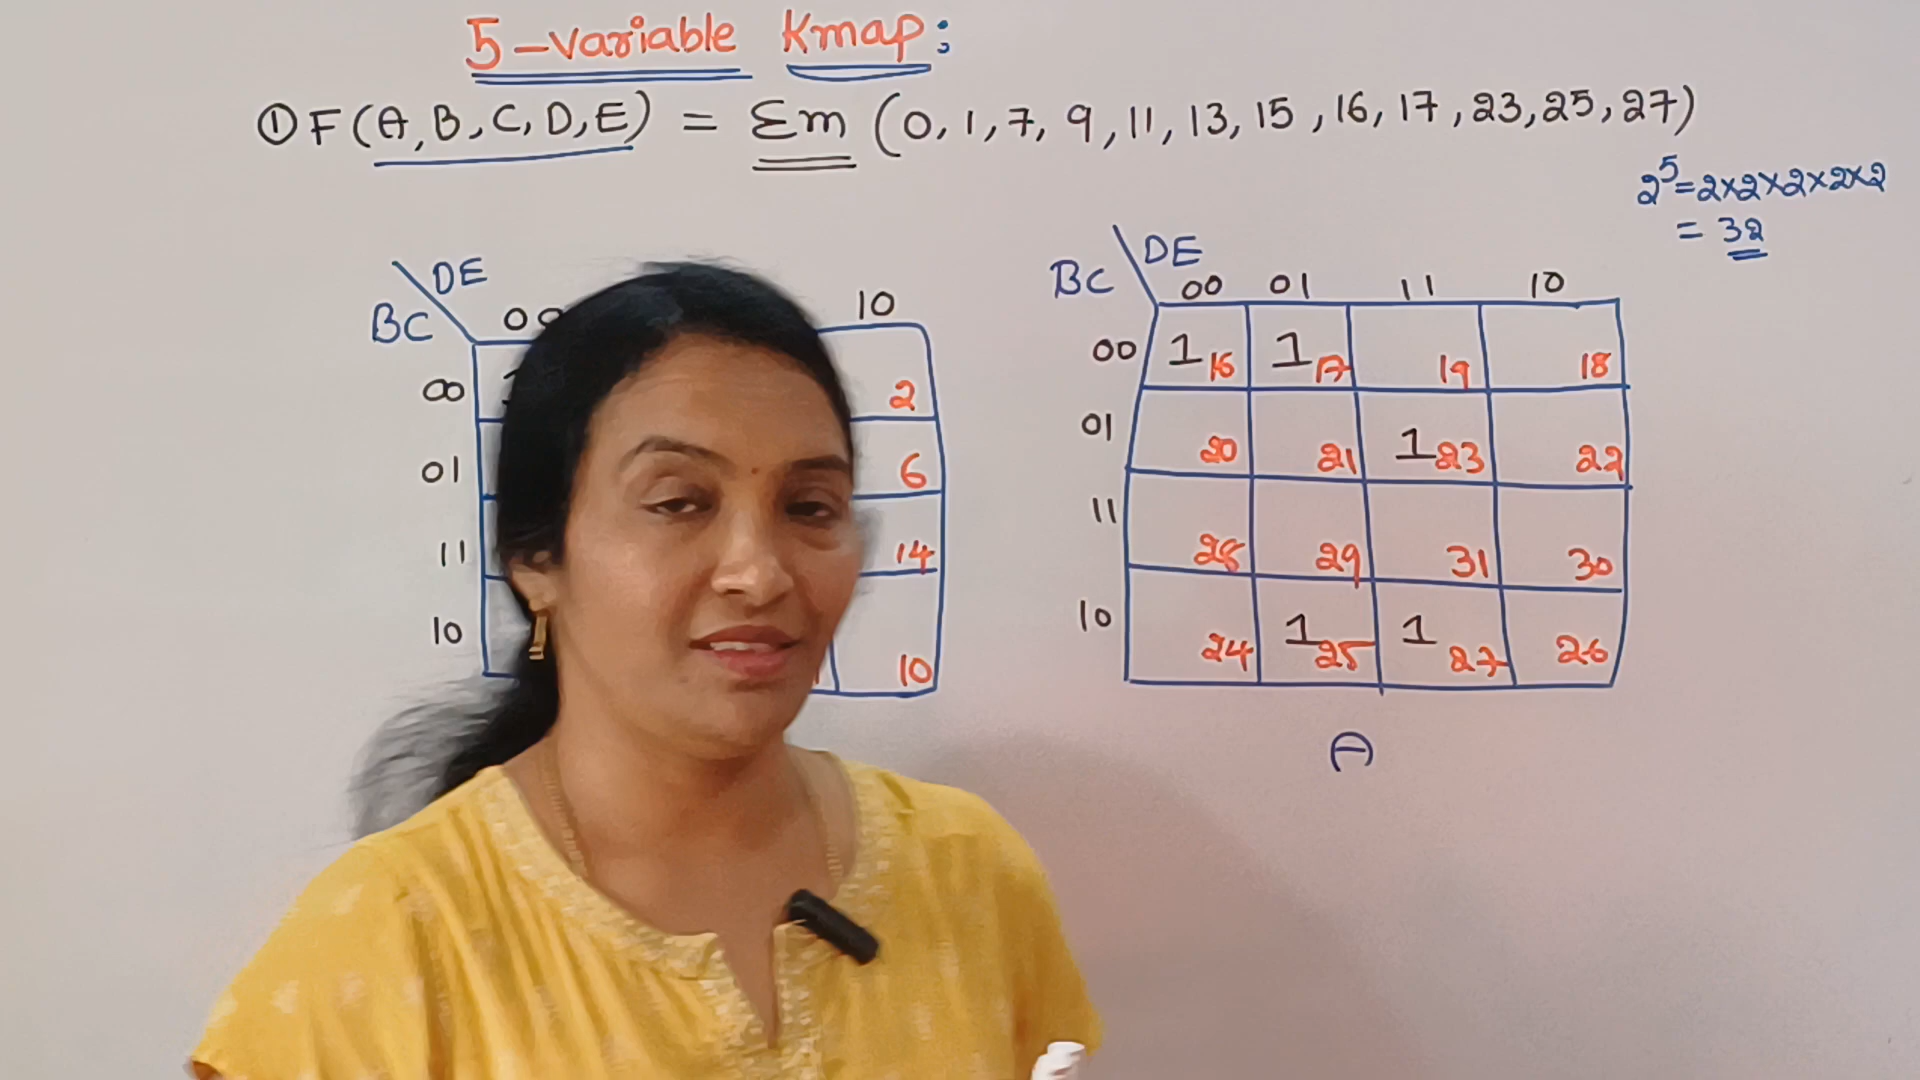 5-variable Kmap:
① F(A,B,C,D,E) = Σm (0,1,7,9,11,13,15,16,17,23,25,27)
2⁵=2×2×2×2×2
= 32
DE
BC
00 10
00 2
01 6
11 14
10 10
DE
BC 00 01 11 10
00 1 16 1 17 19 18
01 20 21 1 23 22
11 28 29 31 30
10 24 1 25 1 27 26
A